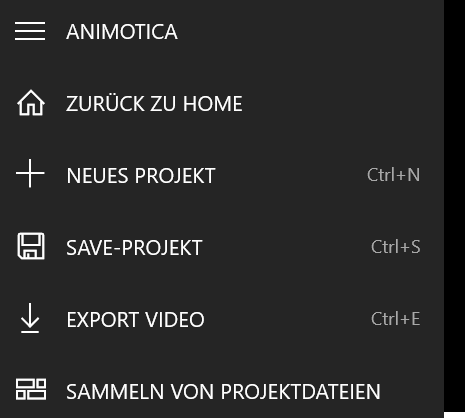 ANIMOTICA
ZURÜCK ZU HOME
NEUES PROJEKT Ctrl+N
SAVE-PROJEKT Ctrl+S
EXPORT VIDEO Ctrl+E
SAMMELN VON PROJEKTDATEIEN